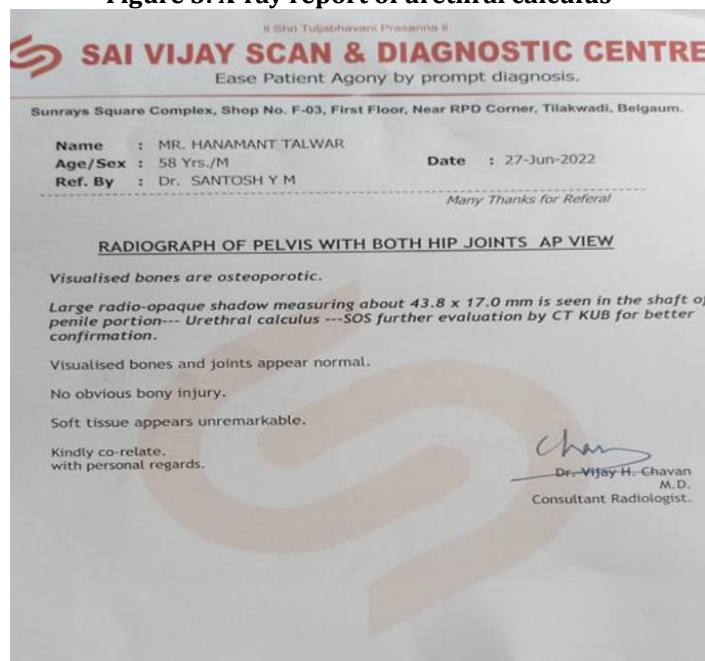 Figure 3: X-ray report of urethral calculus
II Shri Tuljabhavani Prasanna II
SAI VIJAY SCAN & DIAGNOSTIC CENTRE
Ease Patient Agony by prompt diagnosis.
Sunrays Square Complex, Shop No. F-03, First Floor, Near RPD Corner, Tilakwadi, Belgaum.
Name : MR. HANAMANT TALWAR
Age/Sex : 58 Yrs./M Date : 27-Jun-2022
Ref. By : Dr. SANTOSH Y M
Many Thanks for Referal
RADIOGRAPH OF PELVIS WITH BOTH HIP JOINTS AP VIEW
Visualised bones are osteoporotic.
Large radio-opaque shadow measuring about 43.8 x 17.0 mm is seen in the shaft of
penile portion--- Urethral calculus ---SOS further evaluation by CT KUB for better
confirmation.
Visualised bones and joints appear normal.
No obvious bony injury.
Soft tissue appears unremarkable.
Kindly co-relate.
with personal regards.
Dr. Vijay H. Chavan
M.D.
Consultant Radiologist.